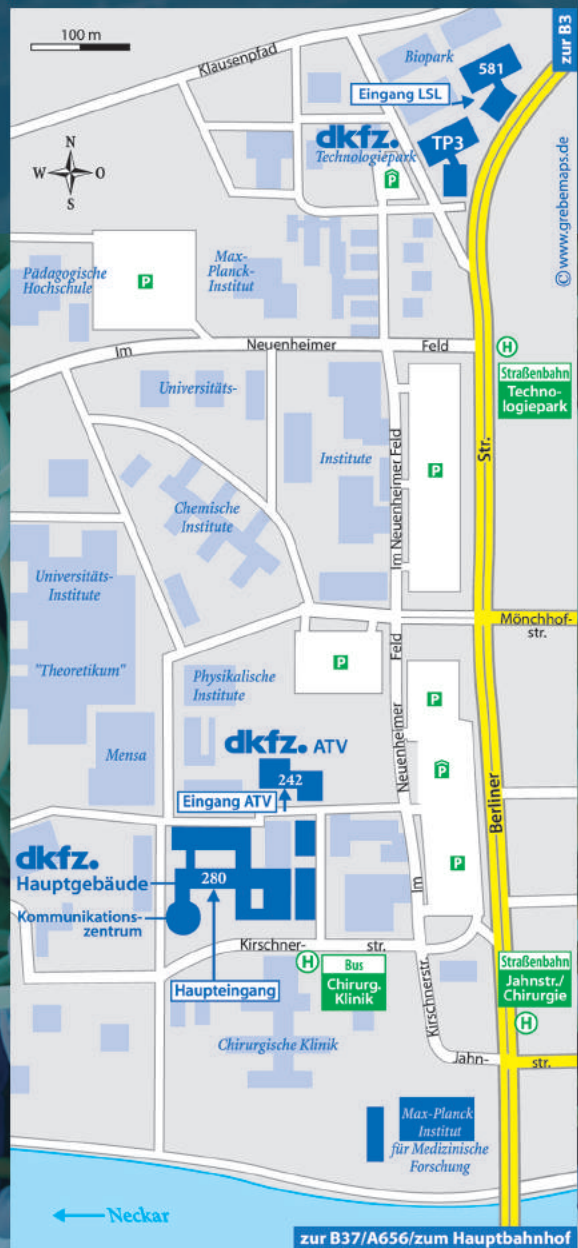 zur B3
100 m
Klausenpfad
Biopark
581
Eingang LSL
dkfz.
Technologiepark
TP3
P
N
W
O
S
© www.grebemaps.de
Pädagogische
Hochschule
P
Max-
Planck-
Institut
Im
Neuenheimer
Feld
H
Straßenbahn
Techno-
logiepark
Universitäts-
Institute
Str.
P
Im Neuenheimer Feld
Chemische
Institute
Universitäts-
Institute
"Theoretikum"
Mönchhof-
str.
P
Physikalische
Institute
Feld
P
Mensa
dkfz. ATV
242
Neuenheimer
P
Eingang ATV
Berliner
dkfz.
Hauptgebäude
280
Kommunikations-
zentrum
P
Im
Kirschner-
str.
H
Bus
Chirurg.
Klinik
Haupteingang
Kirschnerstr.
Straßenbahn
Jahnstr./
Chirurgie
H
Chirurgische Klinik
Jahn-
str.
Max-Planck
Institut
für Medizinische
Forschung
Neckar
zur B37/A656/zum Hauptbahnhof